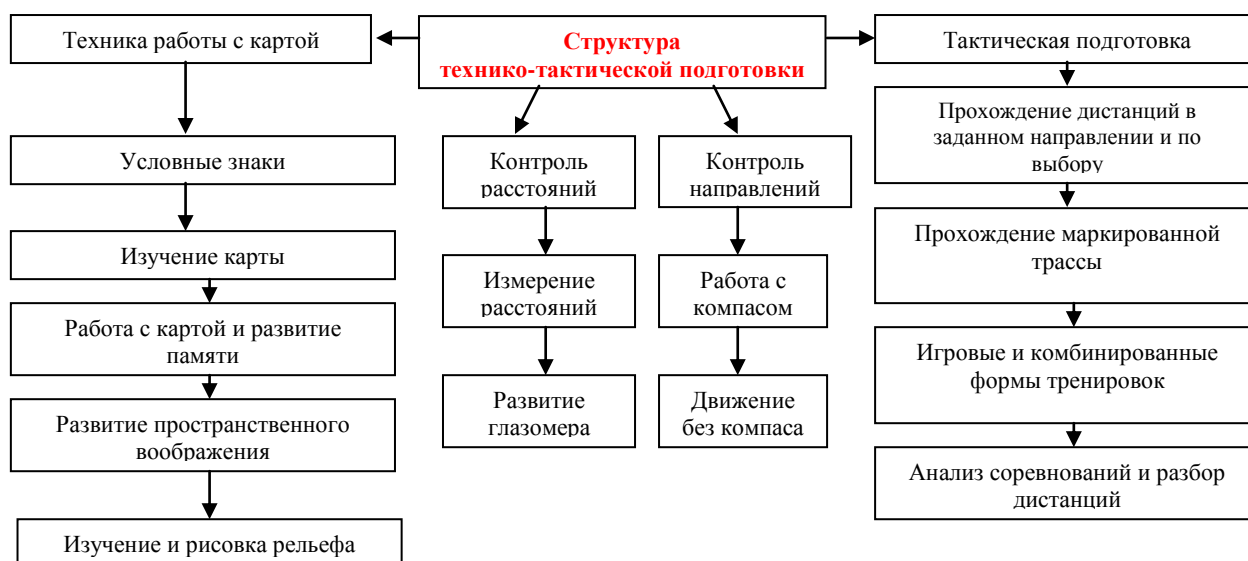 Структура
технико-тактической подготовки
Техника работы с картой
Условные знаки
Изучение карты
Работа с картой и развитие
памяти
Развитие пространственного
воображения
Изучение и рисовка рельефа
Контроль
расстояний
Измерение
расстояний
Развитие
глазомера
Контроль
направлений
Работа с
компасом
Движение
без компаса
Тактическая подготовка
Прохождение дистанций в
заданном направлении и по
выбору
Прохождение маркированной
трассы
Игровые и комбинированные
формы тренировок
Анализ соревнований и разбор
дистанций